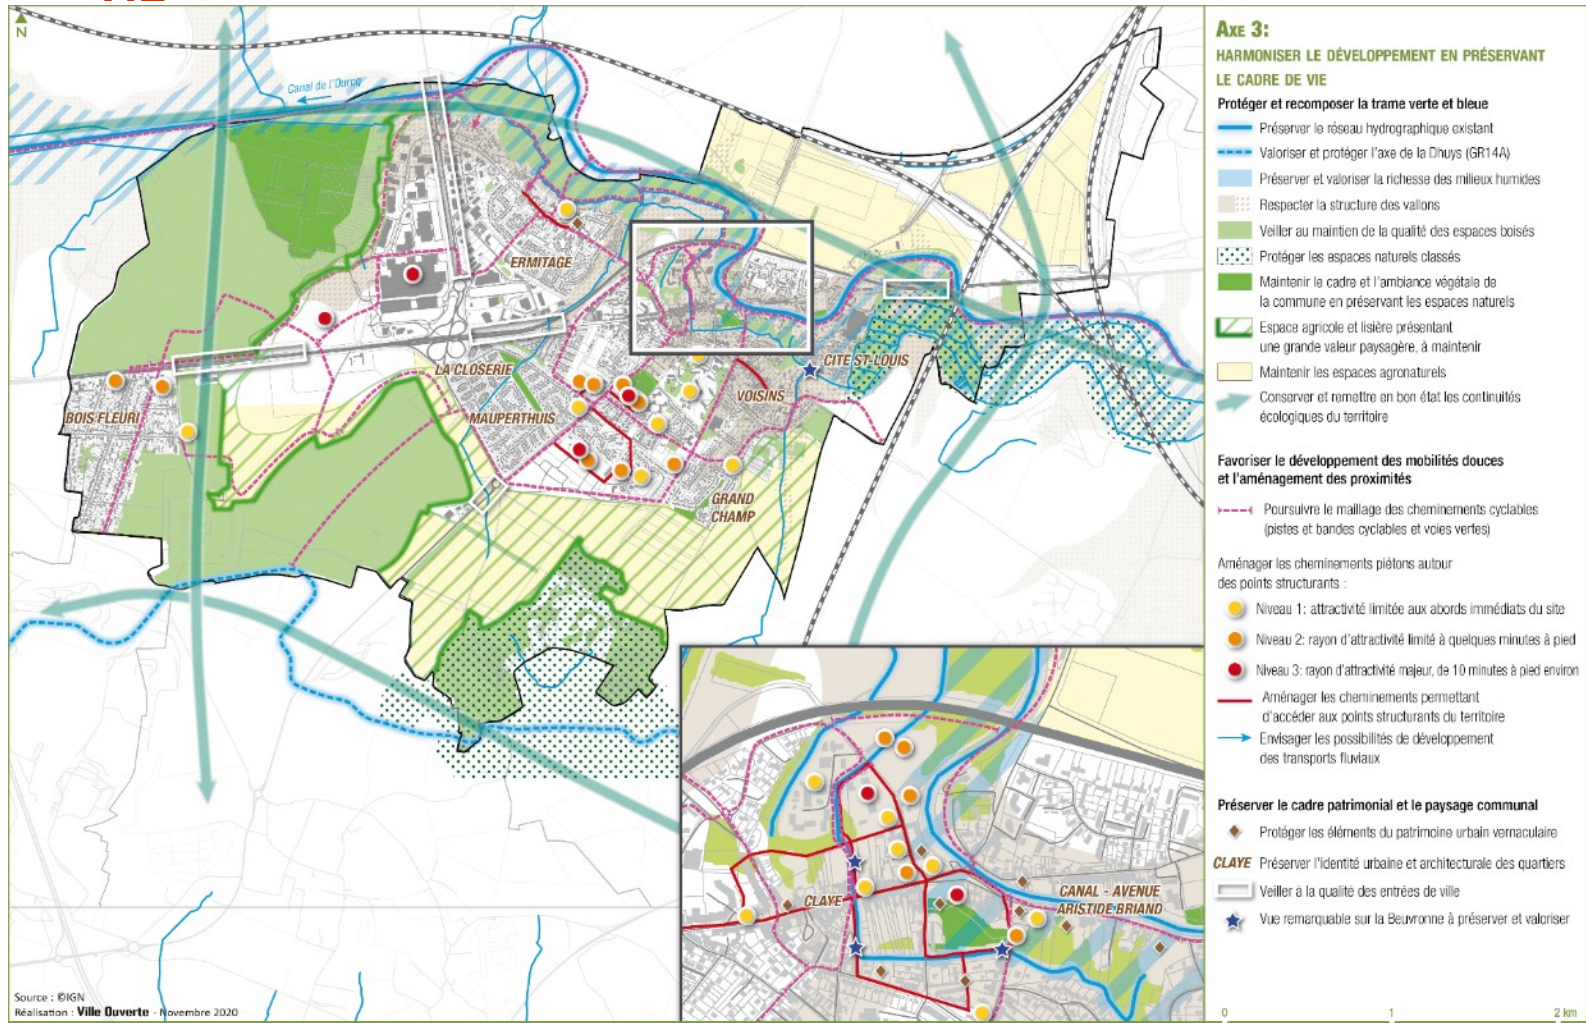 N
Canal de l'Ourcq
ERMITAGE
LA CLOSERIE
CITE ST-LOUIS
BOIS FLEURI
MAUPERTHUIS
VOISINS
GRAND
CHAMP
CLAYE
CANAL - AVENUE
ARISTIDE BRIAND
Source : ©IGN
Réalisation : Ville Ouverte - Novembre 2020
AXE 3:
HARMONISER LE DÉVELOPPEMENT EN PRÉSERVANT
LE CADRE DE VIE
Protéger et recomposer la trame verte et bleue
Préserver le réseau hydrographique existant
Valoriser et protéger l'axe de la Dhuys (GR14A)
Préserver et valoriser la richesse des milieux humides
Respecter la structure des vallons
Veiller au maintien de la qualité des espaces boisés
Protéger les espaces naturels classés
Maintenir le cadre et l'ambiance végétale de
la commune en préservant les espaces naturels
Espace agricole et lisière présentant
une grande valeur paysagère, à maintenir
Maintenir les espaces agronaturels
Conserver et remettre en bon état les continuités
écologiques du territoire
Favoriser le développement des mobilités douces
et l'aménagement des proximités
Poursuivre le maillage des cheminements cyclables
(pistes et bandes cyclables et voies vertes)
Aménager les cheminements piétons autour
des points structurants :
Niveau 1: attractivité limitée aux abords immédiats du site
Niveau 2: rayon d'attractivité limité à quelques minutes à pied
Niveau 3: rayon d'attractivité majeur, de 10 minutes à pied environ
Aménager les cheminements permettant
d'accéder aux points structurants du territoire
Envisager les possibilités de développement
des transports fluviaux
Préserver le cadre patrimonial et le paysage communal
Protéger les éléments du patrimoine urbain vernaculaire
CLAYE Préserver l'identité urbaine et architecturale des quartiers
Veiller à la qualité des entrées de ville
Vue remarquable sur la Beuvronne à préserver et valoriser
0 1 2 km